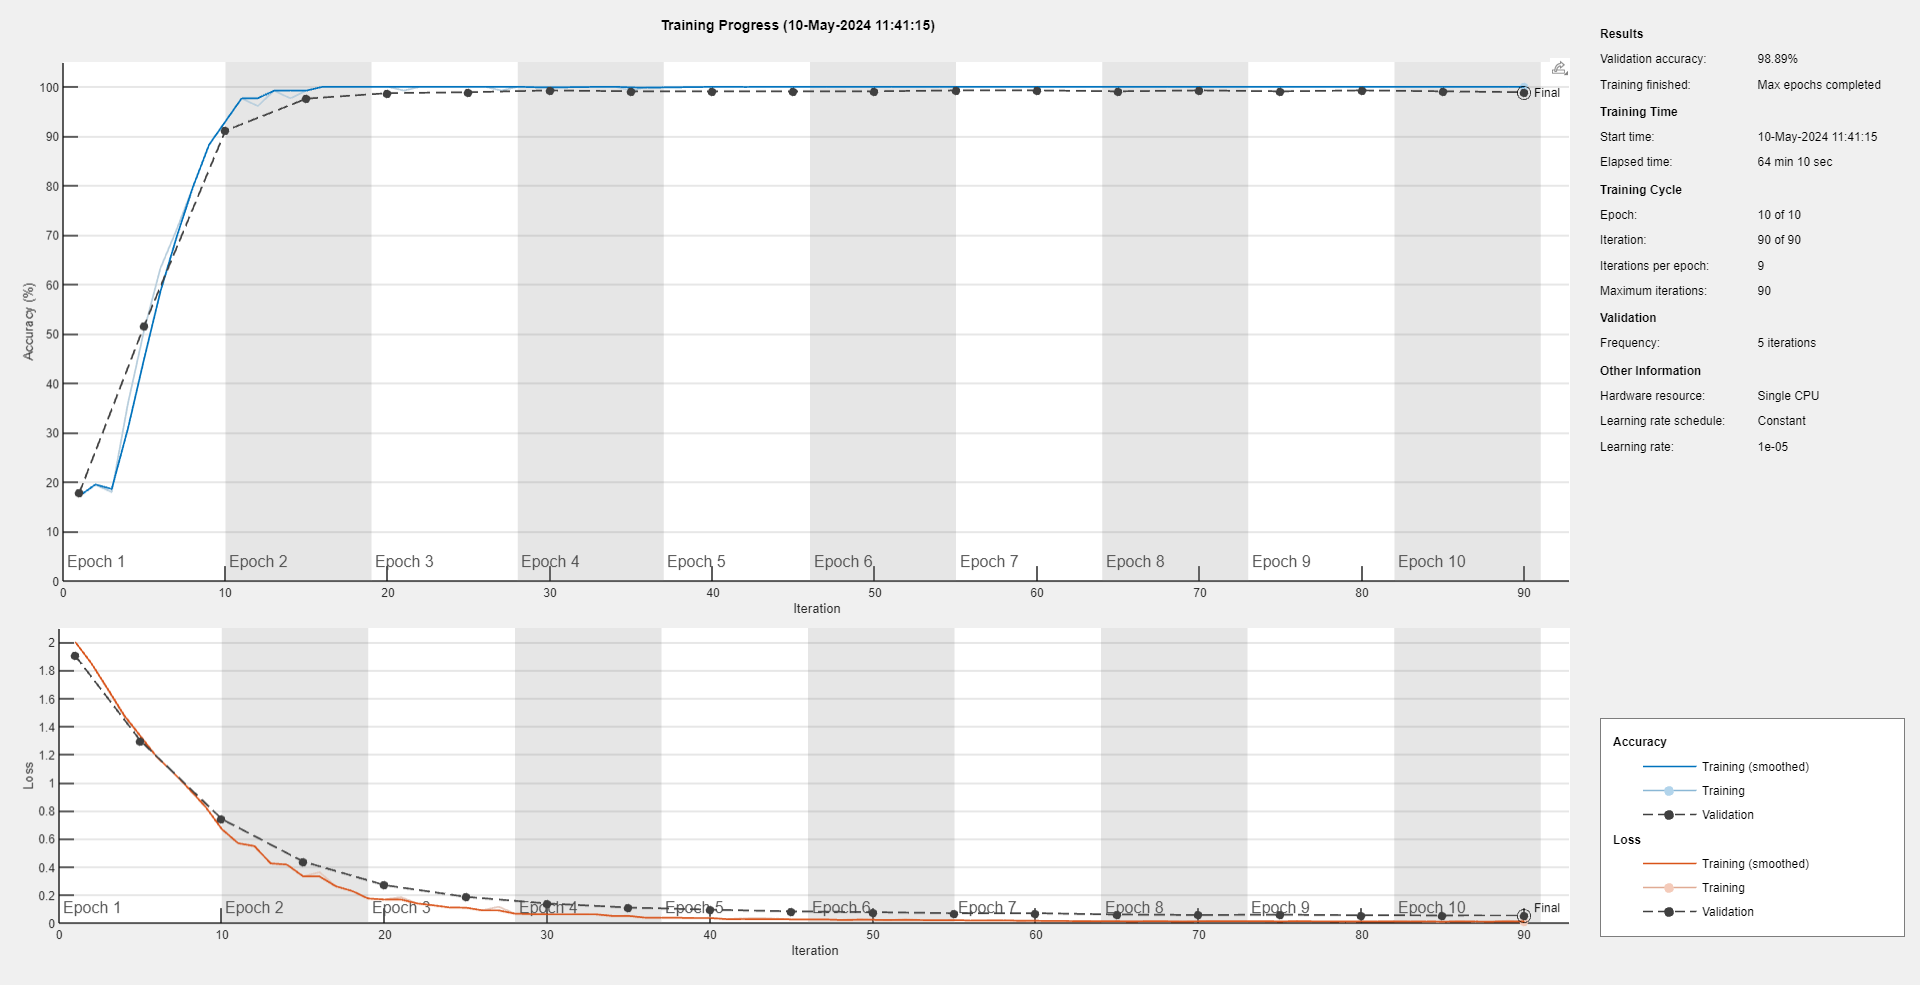 Training Progress (10-May-2024 11:41:15)
100
90
80
70
60
50
40
30
20
10
0
Accuracy (%)
Final
Epoch 1 Epoch 2 Epoch 3 Epoch 4 Epoch 5 Epoch 6 Epoch 7 Epoch 8 Epoch 9 Epoch 10
0 10 20 30 40 50 60 70 80 90
Iteration
2
1.8
1.6
1.4
1.2
1
0.8
0.6
0.4
0.2
0
Loss
Final
Epoch 1 Epoch 2 Epoch 3 Epoch 4 Epoch 5 Epoch 6 Epoch 7 Epoch 8 Epoch 9 Epoch 10
0 10 20 30 40 50 60 70 80 90
Iteration
Results
Validation accuracy: 98.89%
Training finished: Max epochs completed
Training Time
Start time: 10-May-2024 11:41:15
Elapsed time: 64 min 10 sec
Training Cycle
Epoch: 10 of 10
Iteration: 90 of 90
Iterations per epoch: 9
Maximum iterations: 90
Validation
Frequency: 5 iterations
Other Information
Hardware resource: Single CPU
Learning rate schedule: Constant
Learning rate: 1e-05
Accuracy
Training (smoothed)
Training
Validation
Loss
Training (smoothed)
Training
Validation